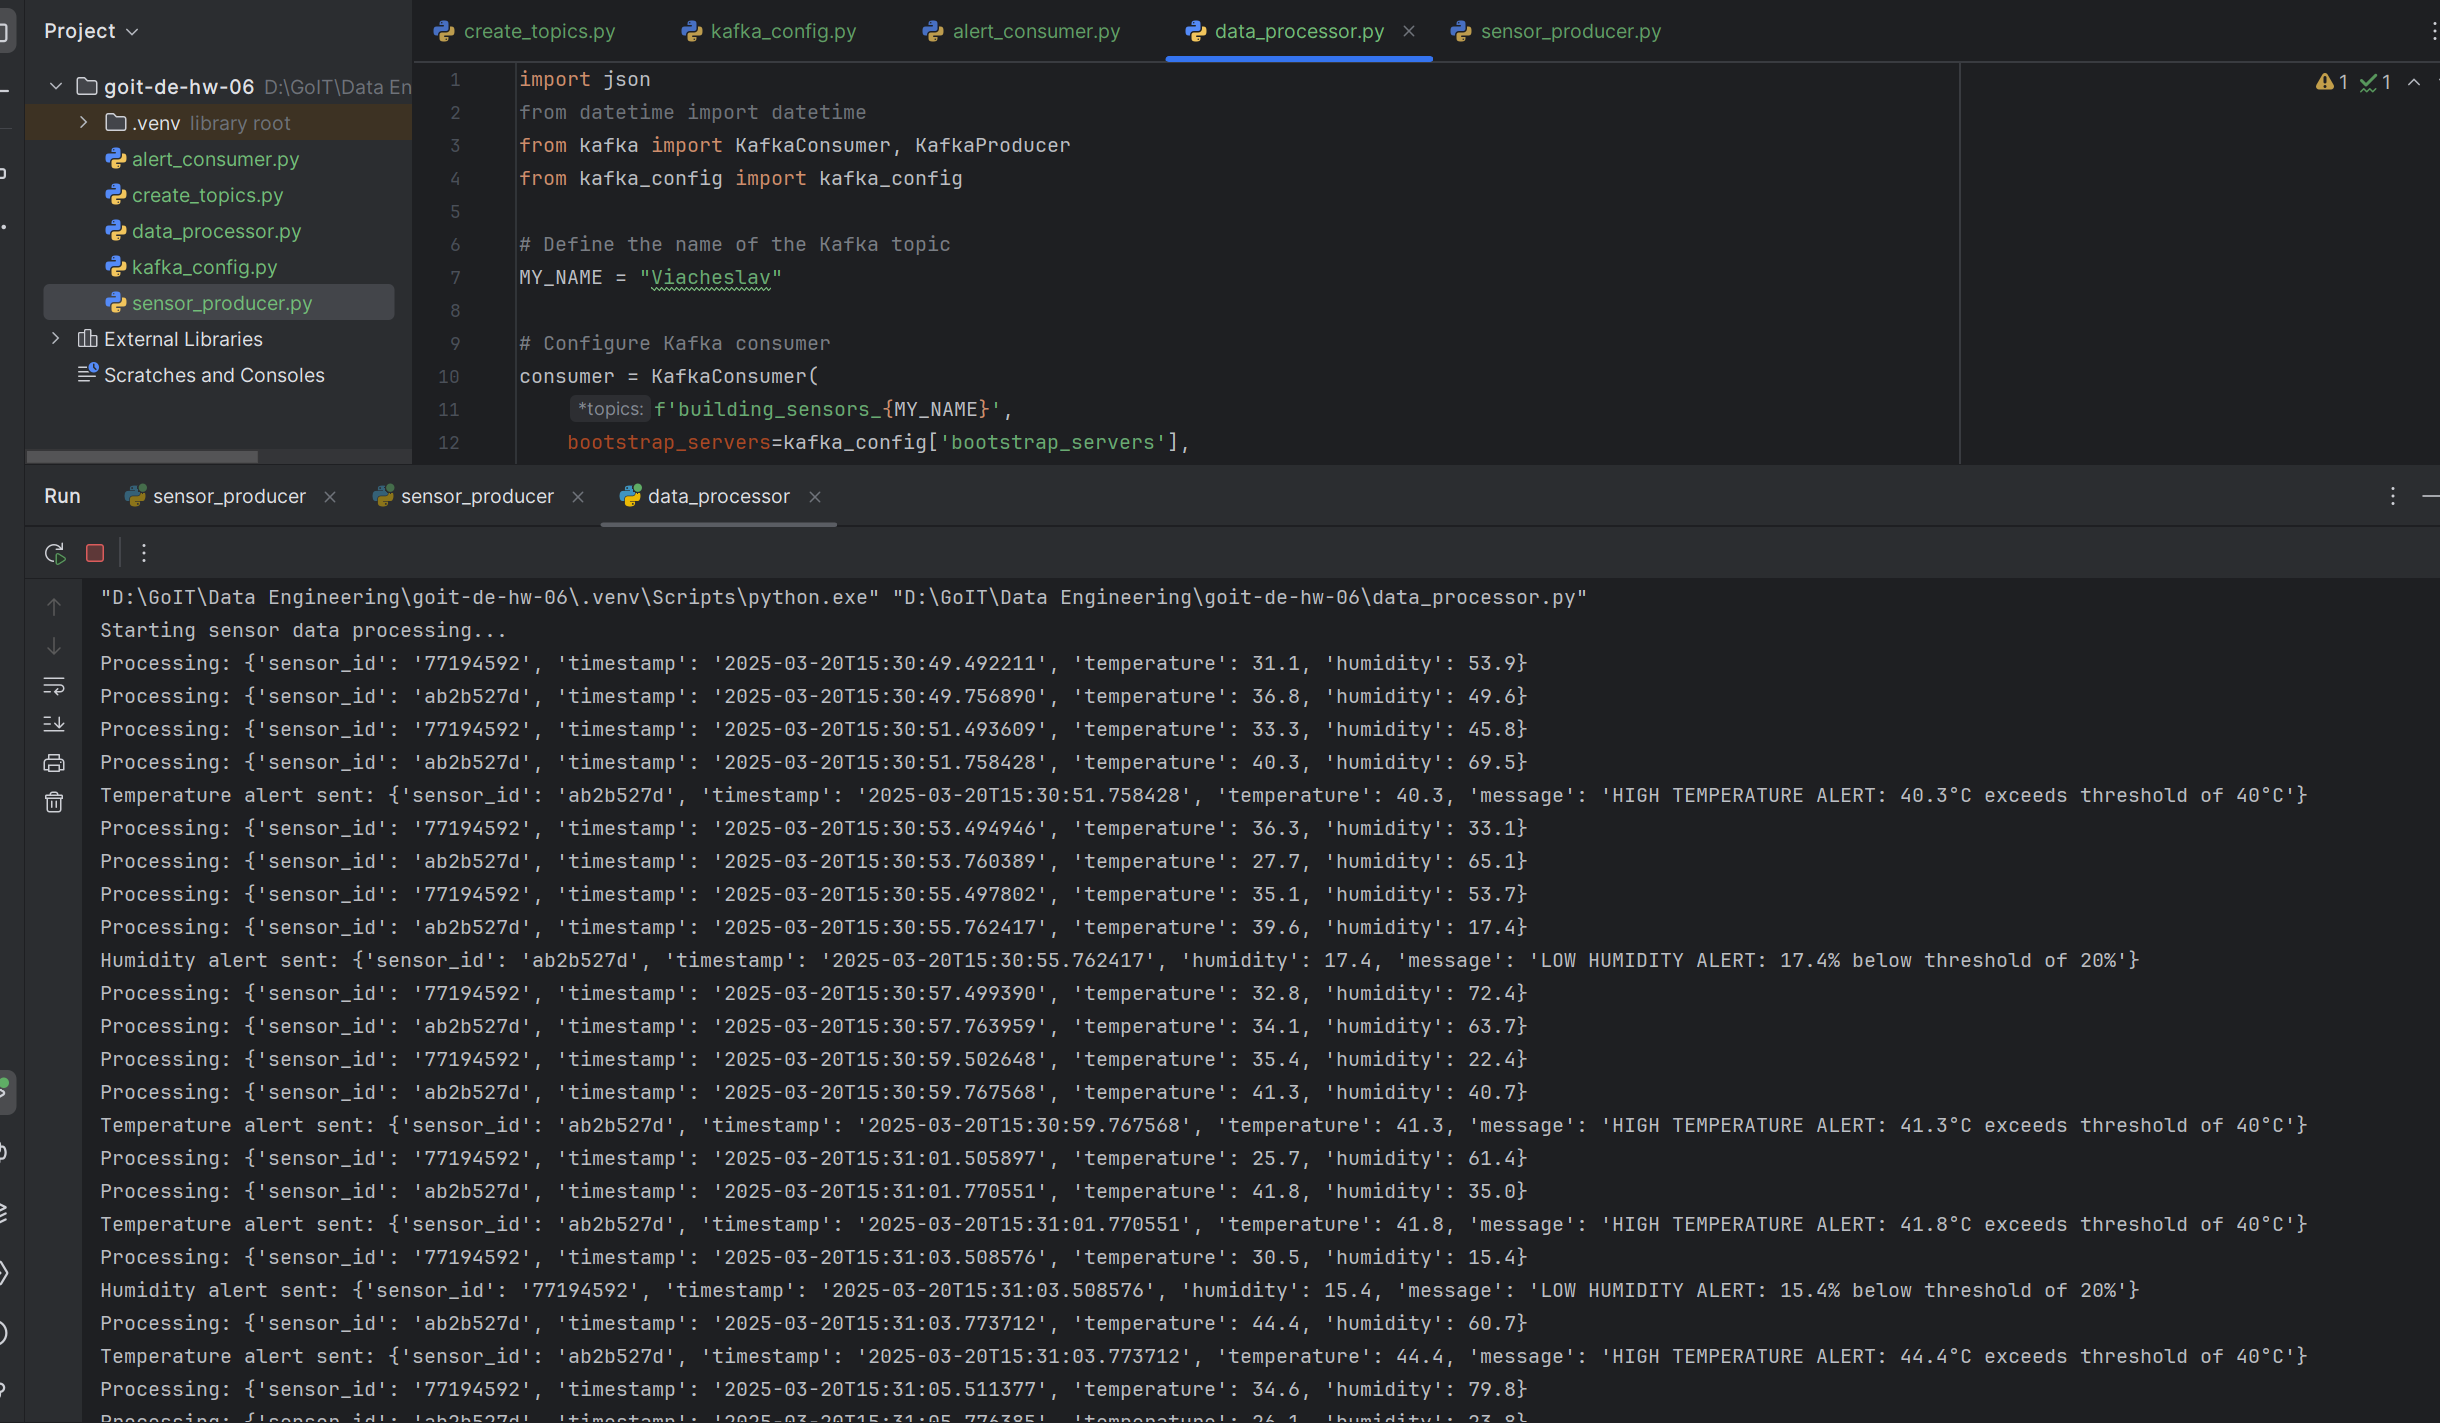 Project
create_topics.py kafka_config.py alert_consumer.py data_processor.py sensor_producer.py
goit-de-hw-06 D:\GoIT\Data En
.venv library root
alert_consumer.py
create_topics.py
data_processor.py
kafka_config.py
sensor_producer.py
External Libraries
Scratches and Consoles
1 import json
2 from datetime import datetime
3 from kafka import KafkaConsumer, KafkaProducer
4 from kafka_config import kafka_config
5
6 # Define the name of the Kafka topic
7 MY_NAME = "Viacheslav"
8
9 # Configure Kafka consumer
10 consumer = KafkaConsumer(
11 *topics: f'building_sensors_{MY_NAME}',
12 bootstrap_servers=kafka_config['bootstrap_servers'],
1 1
Run sensor_producer sensor_producer data_processor
"D:\GoIT\Data Engineering\goit-de-hw-06\.venv\Scripts\python.exe" "D:\GoIT\Data Engineering\goit-de-hw-06\data_processor.py"
Starting sensor data processing...
Processing: {'sensor_id': '77194592', 'timestamp': '2025-03-20T15:30:49.492211', 'temperature': 31.1, 'humidity': 53.9}
Processing: {'sensor_id': 'ab2b527d', 'timestamp': '2025-03-20T15:30:49.756890', 'temperature': 36.8, 'humidity': 49.6}
Processing: {'sensor_id': '77194592', 'timestamp': '2025-03-20T15:30:51.493609', 'temperature': 33.3, 'humidity': 45.8}
Processing: {'sensor_id': 'ab2b527d', 'timestamp': '2025-03-20T15:30:51.758428', 'temperature': 40.3, 'humidity': 69.5}
Temperature alert sent: {'sensor_id': 'ab2b527d', 'timestamp': '2025-03-20T15:30:51.758428', 'temperature': 40.3, 'message': 'HIGH TEMPERATURE ALERT: 40.3°C exceeds threshold of 40°C'}
Processing: {'sensor_id': '77194592', 'timestamp': '2025-03-20T15:30:53.494946', 'temperature': 36.3, 'humidity': 33.1}
Processing: {'sensor_id': 'ab2b527d', 'timestamp': '2025-03-20T15:30:53.760389', 'temperature': 27.7, 'humidity': 65.1}
Processing: {'sensor_id': '77194592', 'timestamp': '2025-03-20T15:30:55.497802', 'temperature': 35.1, 'humidity': 53.7}
Processing: {'sensor_id': 'ab2b527d', 'timestamp': '2025-03-20T15:30:55.762417', 'temperature': 39.6, 'humidity': 17.4}
Humidity alert sent: {'sensor_id': 'ab2b527d', 'timestamp': '2025-03-20T15:30:55.762417', 'humidity': 17.4, 'message': 'LOW HUMIDITY ALERT: 17.4% below threshold of 20%'}
Processing: {'sensor_id': '77194592', 'timestamp': '2025-03-20T15:30:57.499390', 'temperature': 32.8, 'humidity': 72.4}
Processing: {'sensor_id': 'ab2b527d', 'timestamp': '2025-03-20T15:30:57.763959', 'temperature': 34.1, 'humidity': 63.7}
Processing: {'sensor_id': '77194592', 'timestamp': '2025-03-20T15:30:59.502648', 'temperature': 35.4, 'humidity': 22.4}
Processing: {'sensor_id': 'ab2b527d', 'timestamp': '2025-03-20T15:30:59.767568', 'temperature': 41.3, 'humidity': 40.7}
Temperature alert sent: {'sensor_id': 'ab2b527d', 'timestamp': '2025-03-20T15:30:59.767568', 'temperature': 41.3, 'message': 'HIGH TEMPERATURE ALERT: 41.3°C exceeds threshold of 40°C'}
Processing: {'sensor_id': '77194592', 'timestamp': '2025-03-20T15:31:01.505897', 'temperature': 25.7, 'humidity': 61.4}
Processing: {'sensor_id': 'ab2b527d', 'timestamp': '2025-03-20T15:31:01.770551', 'temperature': 41.8, 'humidity': 35.0}
Temperature alert sent: {'sensor_id': 'ab2b527d', 'timestamp': '2025-03-20T15:31:01.770551', 'temperature': 41.8, 'message': 'HIGH TEMPERATURE ALERT: 41.8°C exceeds threshold of 40°C'}
Processing: {'sensor_id': '77194592', 'timestamp': '2025-03-20T15:31:03.508576', 'temperature': 30.5, 'humidity': 15.4}
Humidity alert sent: {'sensor_id': '77194592', 'timestamp': '2025-03-20T15:31:03.508576', 'humidity': 15.4, 'message': 'LOW HUMIDITY ALERT: 15.4% below threshold of 20%'}
Processing: {'sensor_id': 'ab2b527d', 'timestamp': '2025-03-20T15:31:03.773712', 'temperature': 44.4, 'humidity': 60.7}
Temperature alert sent: {'sensor_id': 'ab2b527d', 'timestamp': '2025-03-20T15:31:03.773712', 'temperature': 44.4, 'message': 'HIGH TEMPERATURE ALERT: 44.4°C exceeds threshold of 40°C'}
Processing: {'sensor_id': '77194592', 'timestamp': '2025-03-20T15:31:05.511377', 'temperature': 34.6, 'humidity': 79.8}
Processing: {'sensor_id': 'ab2b527d', 'timestamp': '2025-03-20T15:31:05.776385', 'temperature': 26.1, 'humidity': 23.8}